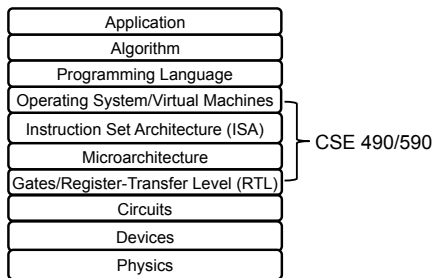 Application
Algorithm
Programming Language
Operating System/Virtual Machines
Instruction Set Architecture (ISA)
Microarchitecture
Gates/Register-Transfer Level (RTL)
Circuits
Devices
Physics
CSE 490/590